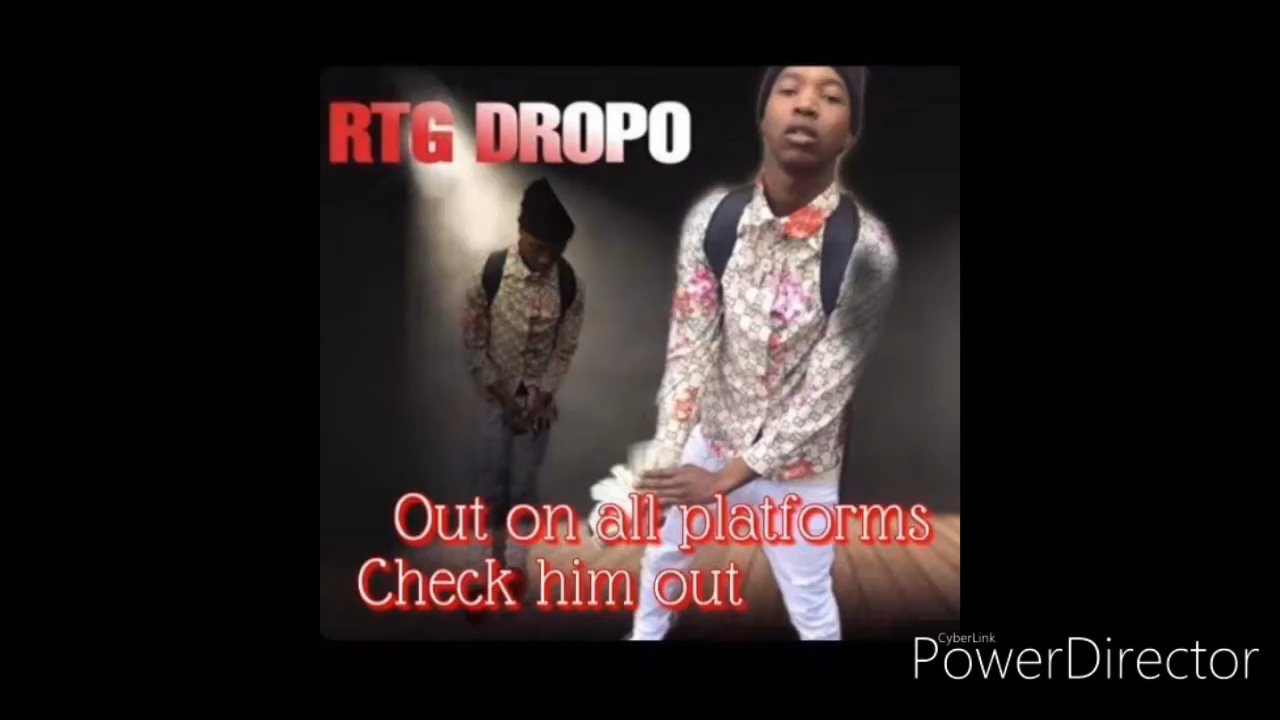 RTG DROPO
Out on all platforms
Check him out
CyberLink
PowerDirector